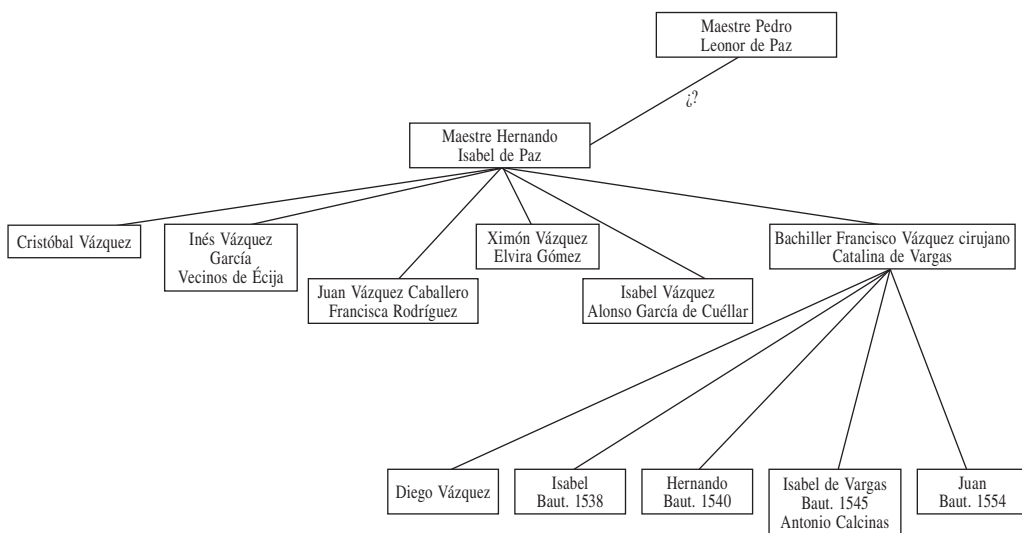 Maestre Pedro
Leonor de Paz
¿?
Maestre Hernando
Isabel de Paz
Cristóbal Vázquez
Inés Vázquez
García
Vecinos de Écija
Juan Vázquez Caballero
Francisca Rodríguez
Ximón Vázquez
Elvira Gómez
Isabel Vázquez
Alonso García de Cuéllar
Bachiller Francisco Vázquez cirujano
Catalina de Vargas
Diego Vázquez
Isabel
Baut. 1538
Hernando
Baut. 1540
Isabel de Vargas
Baut. 1545
Antonio Calcinas
Juan
Baut. 1554